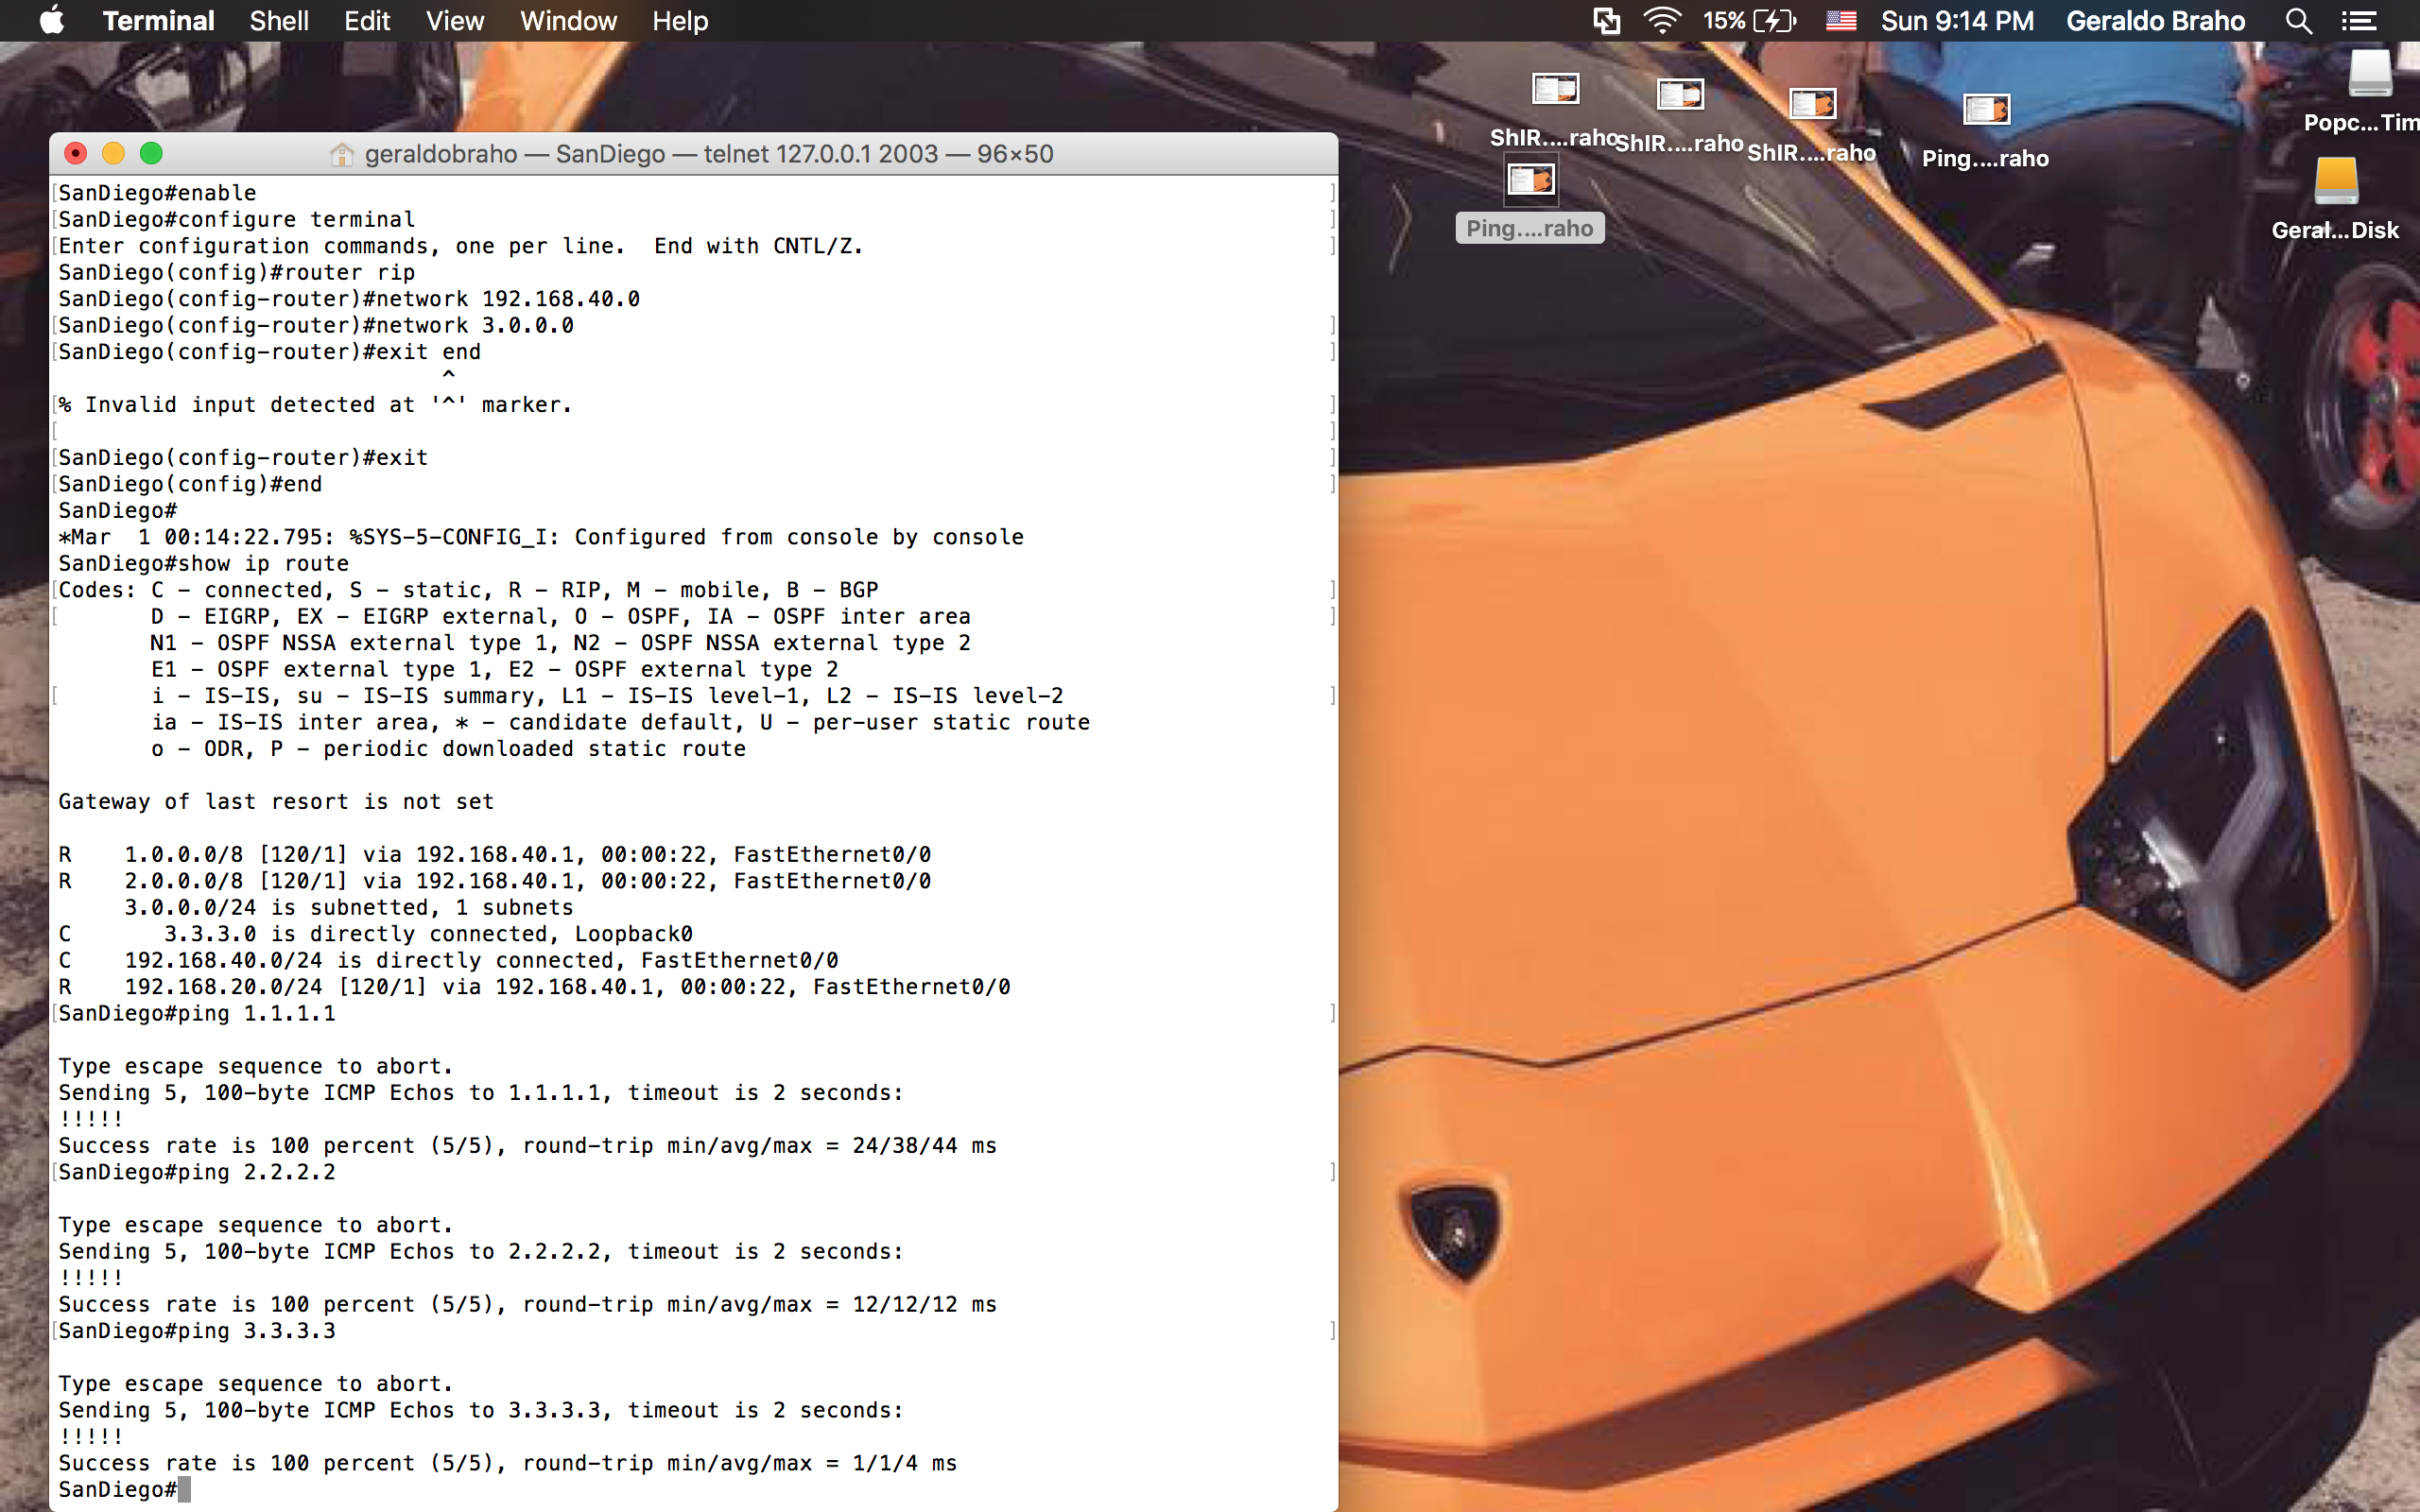 Terminal Shell Edit View Window Help 15% Sun 9:14 PM Geraldo Braho
ShIR....raho
ShIR....raho
ShIR....raho
Ping....raho
Popc...Tim
Ping....raho
Geral...Disk
geraldobraho — SanDiego — telnet 127.0.0.1 2003 — 96×50
SanDiego#enable
SanDiego#configure terminal
Enter configuration commands, one per line.  End with CNTL/Z.
SanDiego(config)#router rip
SanDiego(config-router)#network 192.168.40.0
SanDiego(config-router)#network 3.0.0.0
SanDiego(config-router)#exit end
^
% Invalid input detected at '^' marker.
SanDiego(config-router)#exit
SanDiego(config)#end
SanDiego#
*Mar  1 00:14:22.795: %SYS-5-CONFIG_I: Configured from console by console
SanDiego#show ip route
Codes: C - connected, S - static, R - RIP, M - mobile, B - BGP
D - EIGRP, EX - EIGRP external, O - OSPF, IA - OSPF inter area
N1 - OSPF NSSA external type 1, N2 - OSPF NSSA external type 2
E1 - OSPF external type 1, E2 - OSPF external type 2
i - IS-IS, su - IS-IS summary, L1 - IS-IS level-1, L2 - IS-IS level-2
ia - IS-IS inter area, * - candidate default, U - per-user static route
o - ODR, P - periodic downloaded static route
Gateway of last resort is not set
R    1.0.0.0/8 [120/1] via 192.168.40.1, 00:00:22, FastEthernet0/0
R    2.0.0.0/8 [120/1] via 192.168.40.1, 00:00:22, FastEthernet0/0
3.0.0.0/24 is subnetted, 1 subnets
C       3.3.3.0 is directly connected, Loopback0
C    192.168.40.0/24 is directly connected, FastEthernet0/0
R    192.168.20.0/24 [120/1] via 192.168.40.1, 00:00:22, FastEthernet0/0
SanDiego#ping 1.1.1.1
Type escape sequence to abort.
Sending 5, 100-byte ICMP Echos to 1.1.1.1, timeout is 2 seconds:
!!!!!
Success rate is 100 percent (5/5), round-trip min/avg/max = 24/38/44 ms
SanDiego#ping 2.2.2.2
Type escape sequence to abort.
Sending 5, 100-byte ICMP Echos to 2.2.2.2, timeout is 2 seconds:
!!!!!
Success rate is 100 percent (5/5), round-trip min/avg/max = 12/12/12 ms
SanDiego#ping 3.3.3.3
Type escape sequence to abort.
Sending 5, 100-byte ICMP Echos to 3.3.3.3, timeout is 2 seconds:
!!!!!
Success rate is 100 percent (5/5), round-trip min/avg/max = 1/1/4 ms
SanDiego#